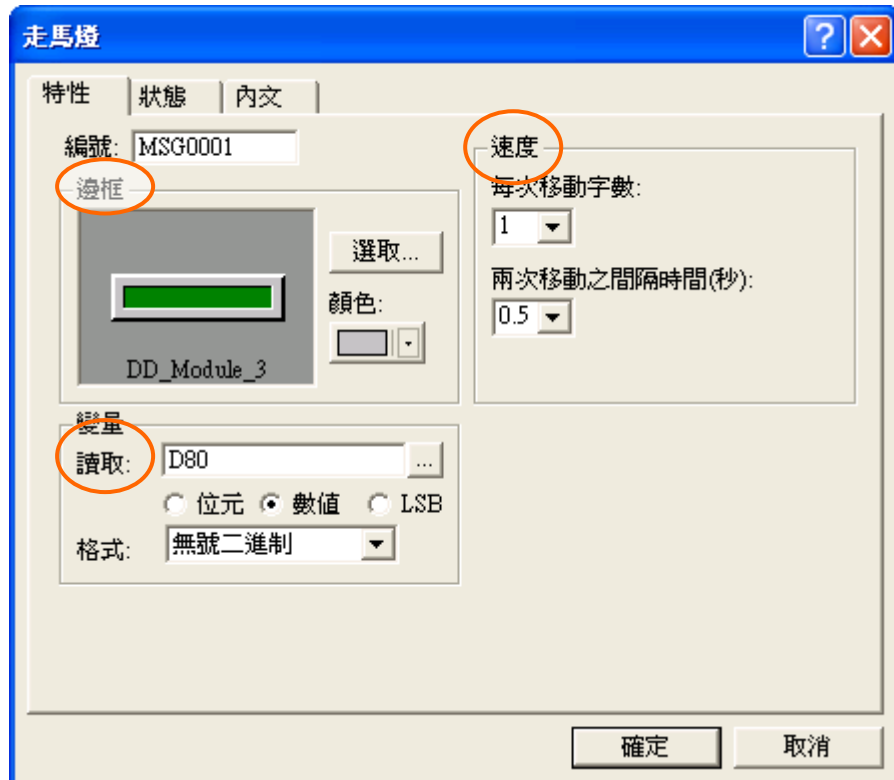 走馬燈
特性
狀態
內文
編號: MSG0001
邊框
選取...
顏色:
DD_Module_3
變量
讀取: D80 ...
位元 數值 LSB
格式: 無號二進制
速度
每次移動字數:
1
兩次移動之間隔時間(秒):
0.5
確定
取消